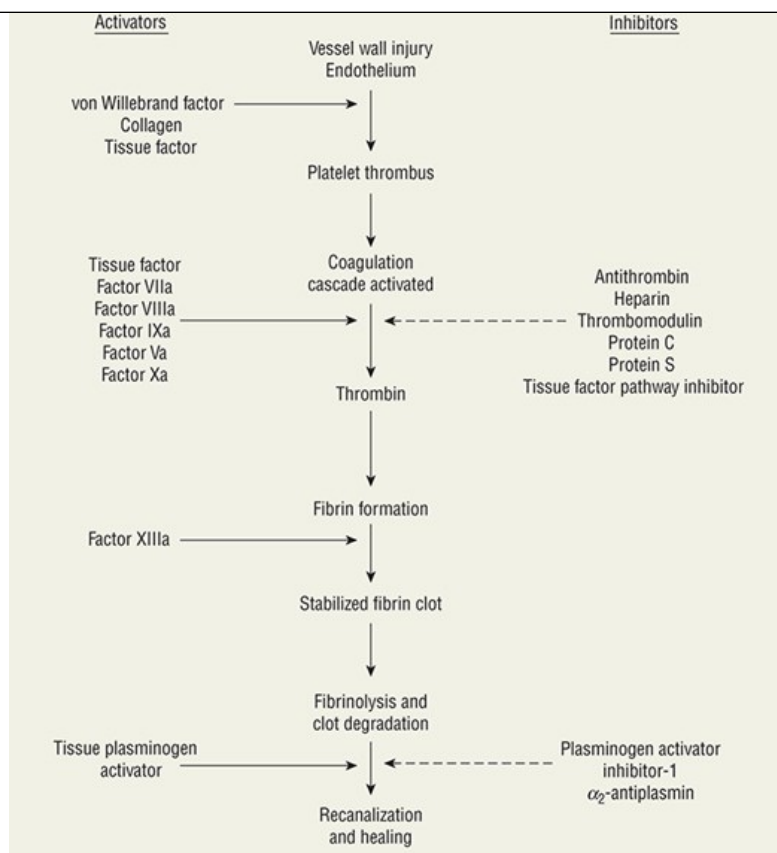 Activators
Inhibitors
Vessel wall injury
Endothelium
von Willebrand factor
Collagen
Tissue factor
Platelet thrombus
Tissue factor
Factor VIIa
Factor VIIIa
Factor IXa
Factor Va
Factor Xa
Coagulation
cascade activated
Antithrombin
Heparin
Thrombomodulin
Protein C
Protein S
Tissue factor pathway inhibitor
Thrombin
Fibrin formation
Factor XIIIa
Stabilized fibrin clot
Fibrinolysis and
clot degradation
Tissue plasminogen
activator
Plasminogen activator
inhibitor-1
α2-antiplasmin
Recanalization
and healing